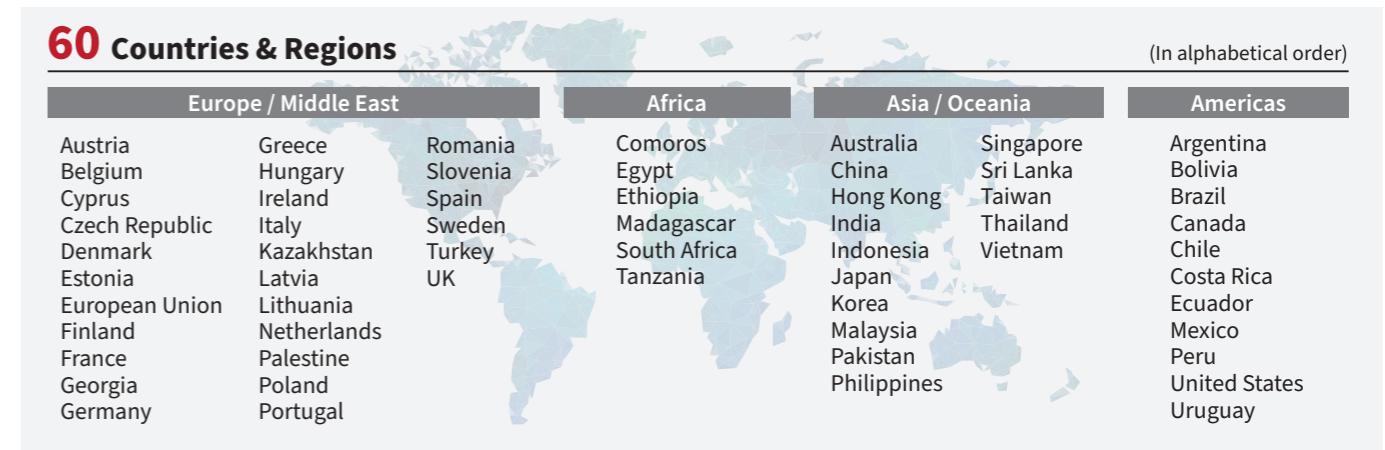 60 Countries & Regions
(In alphabetical order)
Europe / Middle East
Austria
Belgium
Cyprus
Czech Republic
Denmark
Estonia
European Union
Finland
France
Georgia
Germany
Greece
Hungary
Ireland
Italy
Kazakhstan
Latvia
Lithuania
Netherlands
Palestine
Poland
Portugal
Romania
Slovenia
Spain
Sweden
Turkey
UK
Africa
Comoros
Egypt
Ethiopia
Madagascar
South Africa
Tanzania
Asia / Oceania
Australia
China
Hong Kong
India
Indonesia
Japan
Korea
Malaysia
Pakistan
Philippines
Singapore
Sri Lanka
Taiwan
Thailand
Vietnam
Americas
Argentina
Bolivia
Brazil
Canada
Chile
Costa Rica
Ecuador
Mexico
Peru
United States
Uruguay